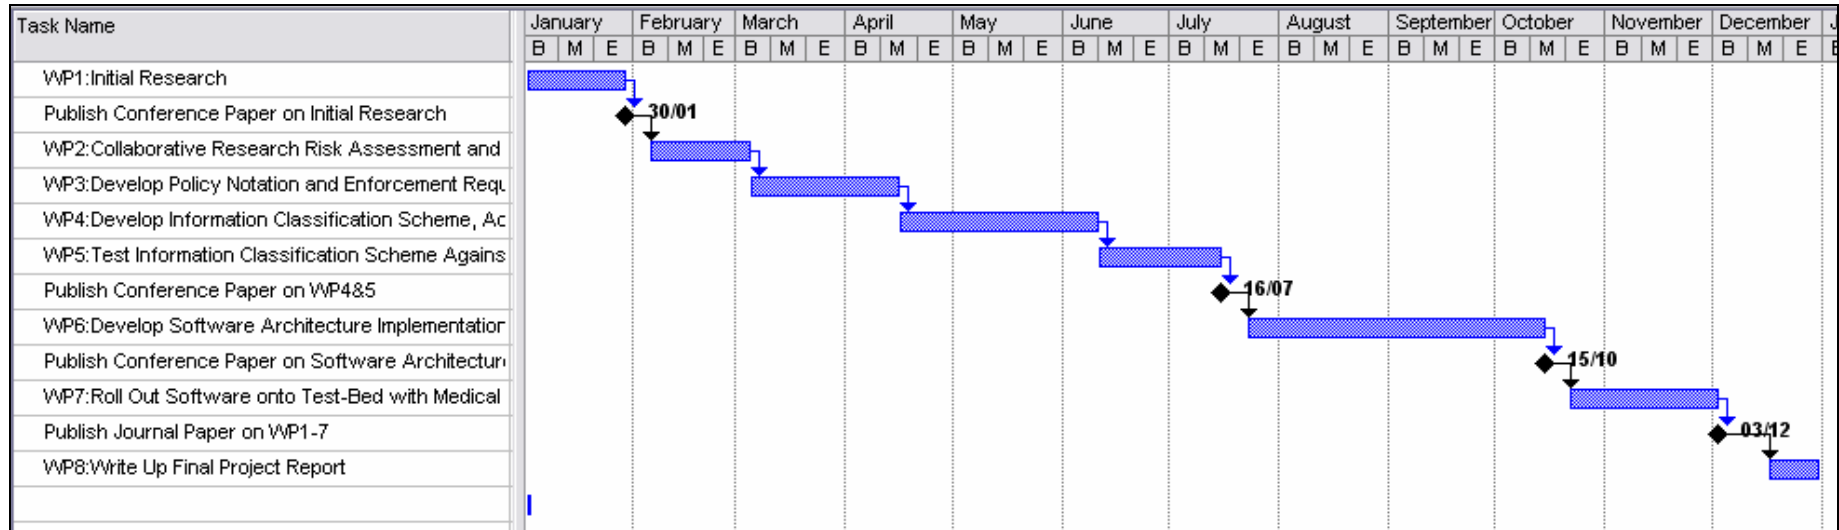 Task Name
January February March April May June July August September October November December J
B M E B M E B M E B M E B M E B M E B M E B M E B M E B M E B M E B M E E
WP1:Initial Research
Publish Conference Paper on Initial Research
30/01
WP2:Collaborative Research Risk Assessment and
WP3:Develop Policy Notation and Enforcement Requ
WP4:Develop Information Classification Scheme, Ac
WP5:Test Information Classification Scheme Agains
Publish Conference Paper on WP4&5
16/07
WP6:Develop Software Architecture Implementation
Publish Conference Paper on Software Architectur
15/10
WP7:Roll Out Software onto Test-Bed with Medical
Publish Journal Paper on WP1-7
03/12
WP8:Write Up Final Project Report